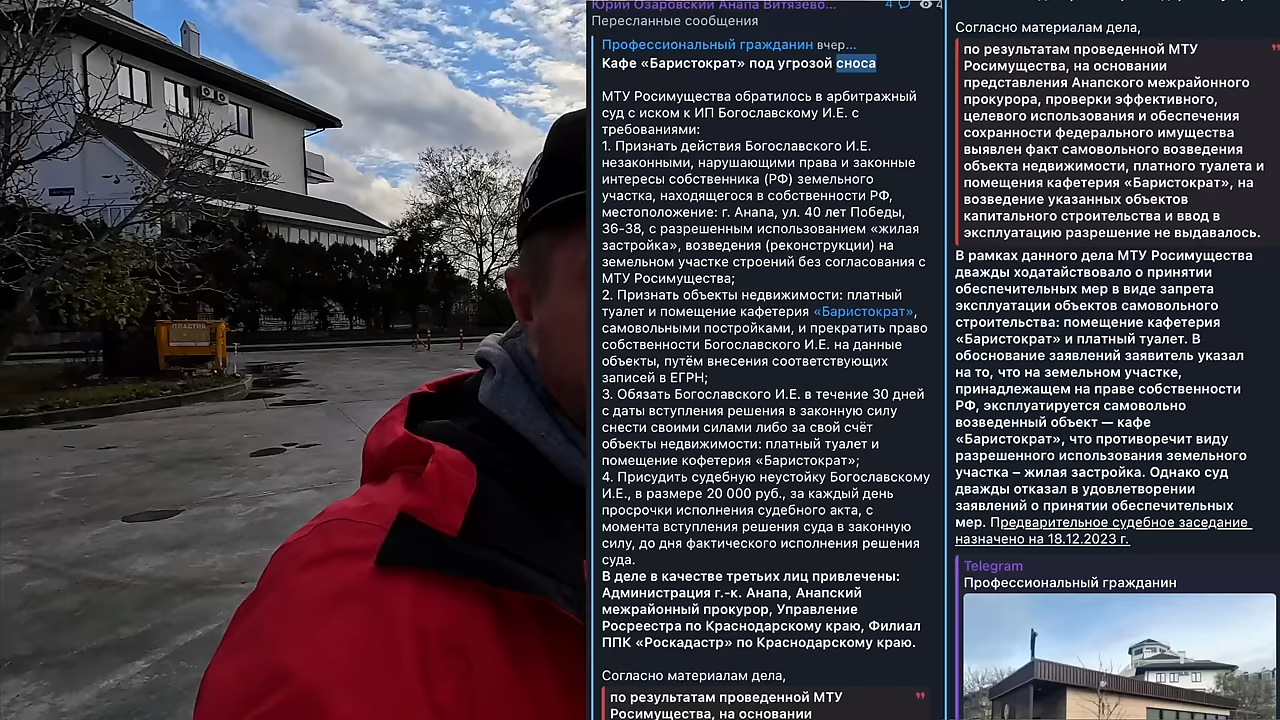 ПЛАСТИК
Юрий Озаровский Анапа Витязево... 4 4
Пересланные сообщения
Профессиональный гражданин вчер...
Кафе «Баристократ» под угрозой сноса
МТУ Росимущества обратилось в арбитражный
суд с иском к ИП Богославскому И.Е. с
требованиями:
1. Признать действия Богославского И.Е.
незаконными, нарушающими права и законные
интересы собственника (РФ) земельного
участка, находящегося в собственности РФ,
местоположение: г. Анапа, ул. 40 лет Победы,
36-38, с разрешенным использованием «жилая
застройка», возведения (реконструкции) на
земельном участке строений без согласования с
МТУ Росимущества;
2. Признать объекты недвижимости: платный
туалет и помещение кафетерия «Баристократ»,
самовольными постройками, и прекратить право
собственности Богославского И.Е. на данные
объекты, путём внесения соответствующих
записей в ЕГРН;
3. Обязать Богославского И.Е. в течение 30 дней
с даты вступления решения в законную силу
снести своими силами либо за свой счёт
объекты недвижимости: платный туалет и
помещение кофетерия «Баристократ»;
4. Присудить судебную неустойку Богославскому
И.Е., в размере 20 000 руб., за каждый день
просрочки исполнения судебного акта, с
момента вступления решения суда в законную
силу, до дня фактического исполнения решения
суда.
В деле в качестве третьих лиц привлечены:
Администрация г.-к. Анапа, Анапский
межрайонный прокурор, Управление
Росреестра по Краснодарскому краю, Филиал
ППК «Роскадастр» по Краснодарскому краю.
Согласно материалам дела,
по результатам проведенной МТУ
Росимущества, на основании
Согласно материалам дела,
по результатам проведенной МТУ
Росимущества, на основании
представления Анапского межрайонного
прокурора, проверки эффективного,
целевого использования и обеспечения
сохранности федерального имущества
выявлен факт самовольного возведения
объекта недвижимости, платного туалета и
помещения кафетерия «Баристократ», на
возведение указанных объектов
капитального строительства и ввод в
эксплуатацию разрешение не выдавалось.
В рамках данного дела МТУ Росимущества
дважды ходатайствовало о принятии
обеспечительных мер в виде запрета
эксплуатации объектов самовольного
строительства: помещение кафетерия
«Баристократ» и платный туалет. В
обоснование заявлений заявитель указал
на то, что на земельном участке,
принадлежащем на праве собственности
РФ, эксплуатируется самовольно
возведенный объект — кафе
«Баристократ», что противоречит виду
разрешенного использования земельного
участка – жилая застройка. Однако суд
дважды отказал в удовлетворении
заявлений о принятии обеспечительных
мер. Предварительное судебное заседание
назначено на 18.12.2023 г.
Telegram
Профессиональный гражданин